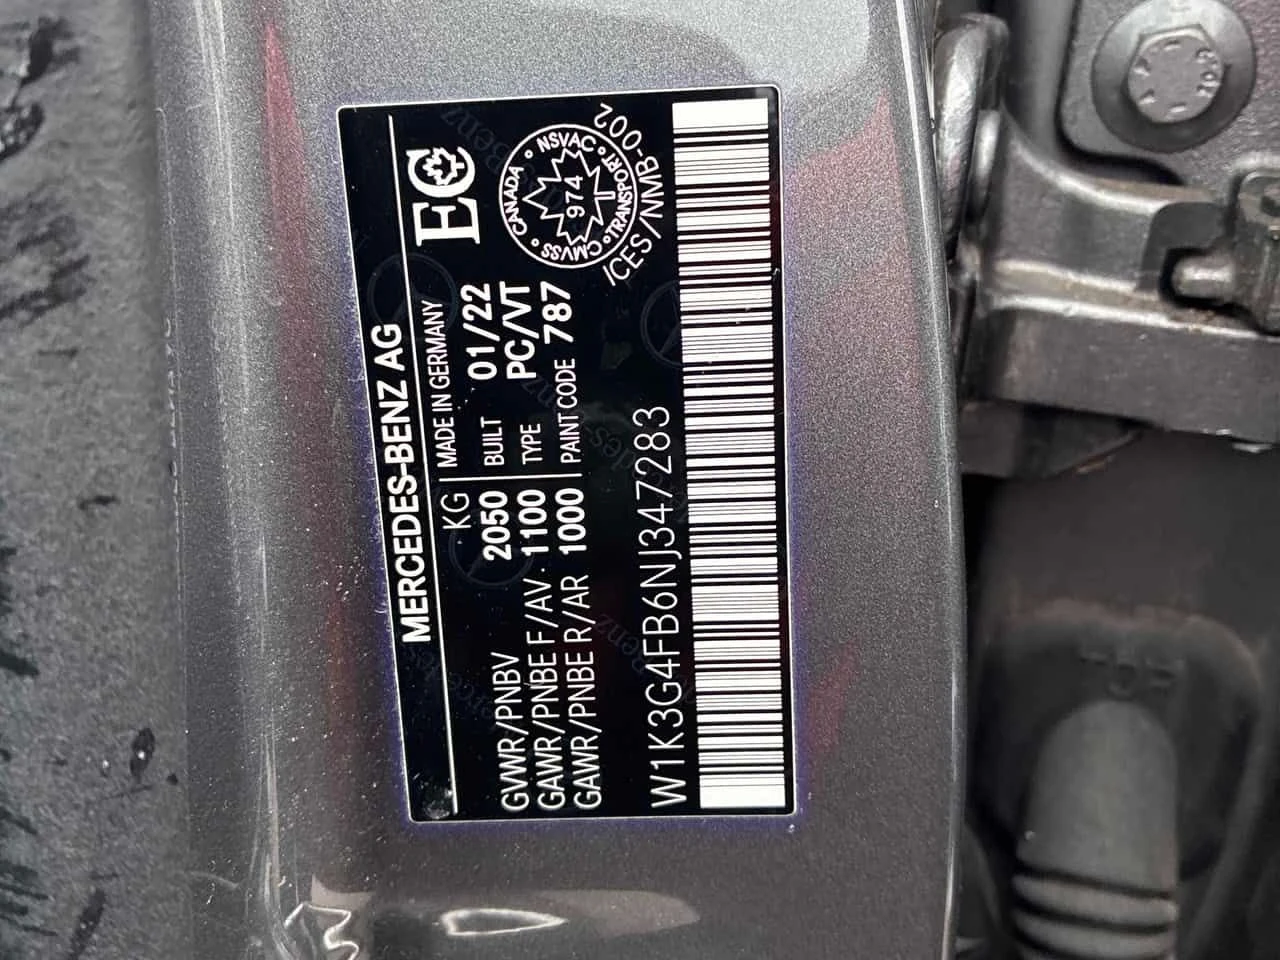 MERCEDES-BENZ AG
KG
MADE IN GERMANY
GVWR/PNBV 2050
BUILT 01/22
GAWR/PNBE F/AV 1100
TYPE PC/VT
GAWR/PNBE R/AR 1000
PAINT CODE 787
EC
CANADA • NSVAC • TRANSPORT • CMVSS •
974
ICES/NMB-002
W1K3G4FB6NJ347283